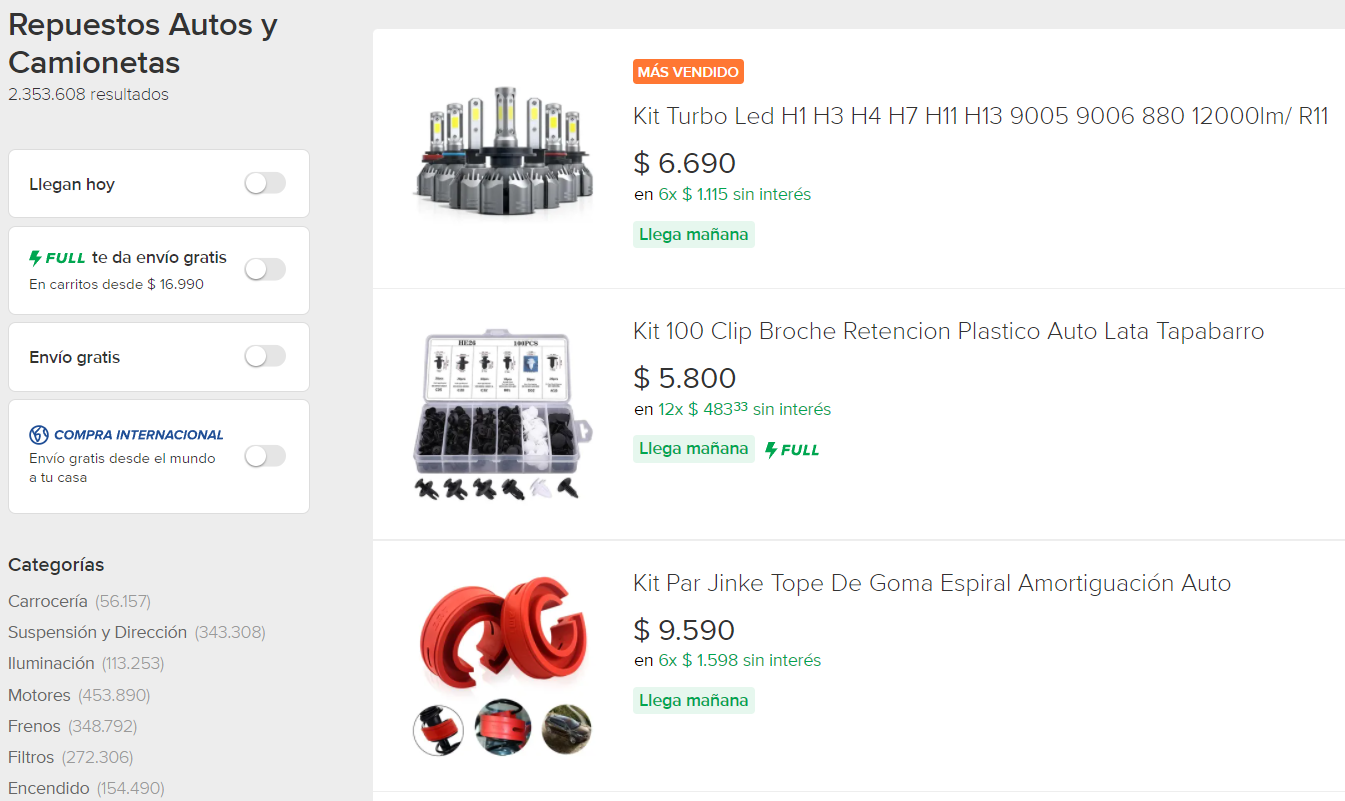 Repuestos Autos y
Camionetas
2.353.608 resultados
Llegan hoy
FULL te da envío gratis
En carritos desde $ 16.990
Envío gratis
COMPRA INTERNACIONAL
Envío gratis desde el mundo
a tu casa
Categorías
Carrocería (56.157)
Suspensión y Dirección (343.308)
Iluminación (113.253)
Motores (453.890)
Frenos (348.792)
Filtros (272.306)
Encendido (154.490)
MÁS VENDIDO
Kit Turbo Led H1 H3 H4 H7 H11 H13 9005 9006 880 12000lm/ R11
$ 6.690
en 6x $ 1.115 sin interés
Llega mañana
HE26 100PCS
Kit 100 Clip Broche Retencion Plastico Auto Lata Tapabarro
$ 5.800
en 12x $ 483³³ sin interés
Llega mañana FULL
Kit Par Jinke Tope De Goma Espiral Amortiguación Auto
$ 9.590
en 6x $ 1.598 sin interés
Llega mañana